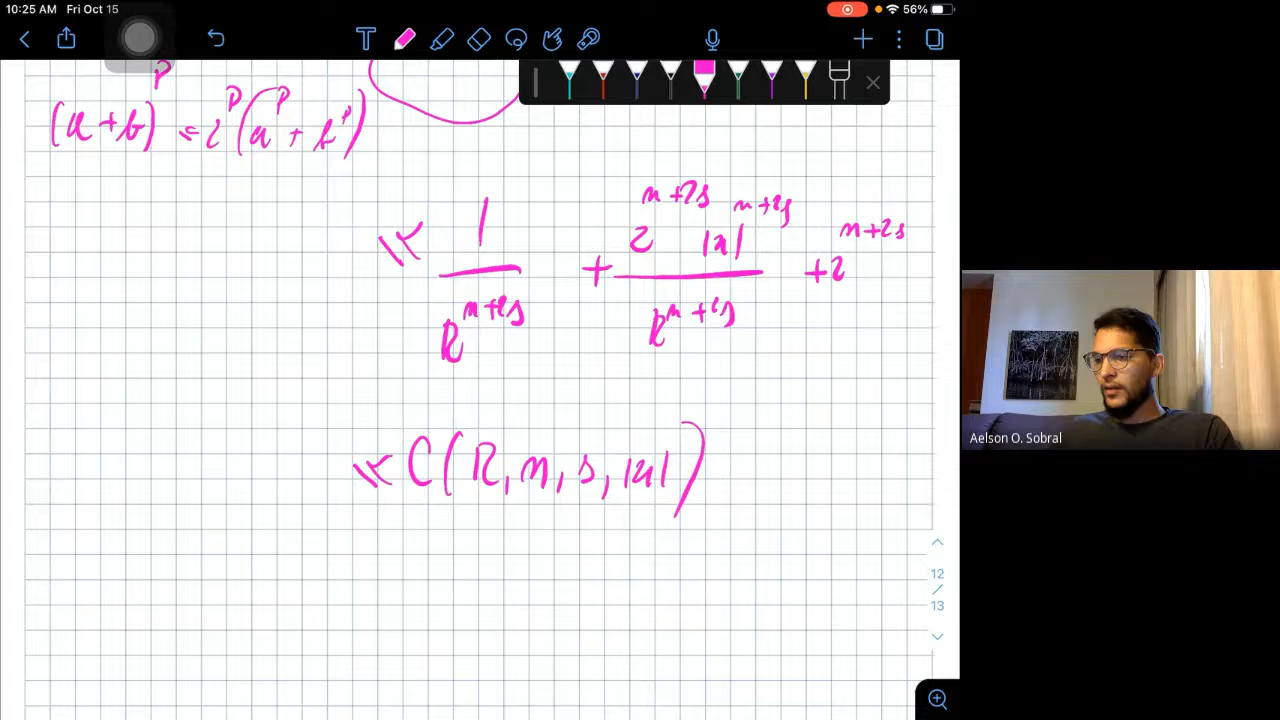 10:25 AM Fri Oct 15
56%
T
(a+b)^p ≤ 2^p (a^p + b^p)
≤ 1/R^{n+2s} + 2^{n+2s} |x|^{n+2s}/R^{n+2s} + 2^{n+2s}
≤ C(R, n, s, |x|)
Aelson O. Sobral
12
/
13